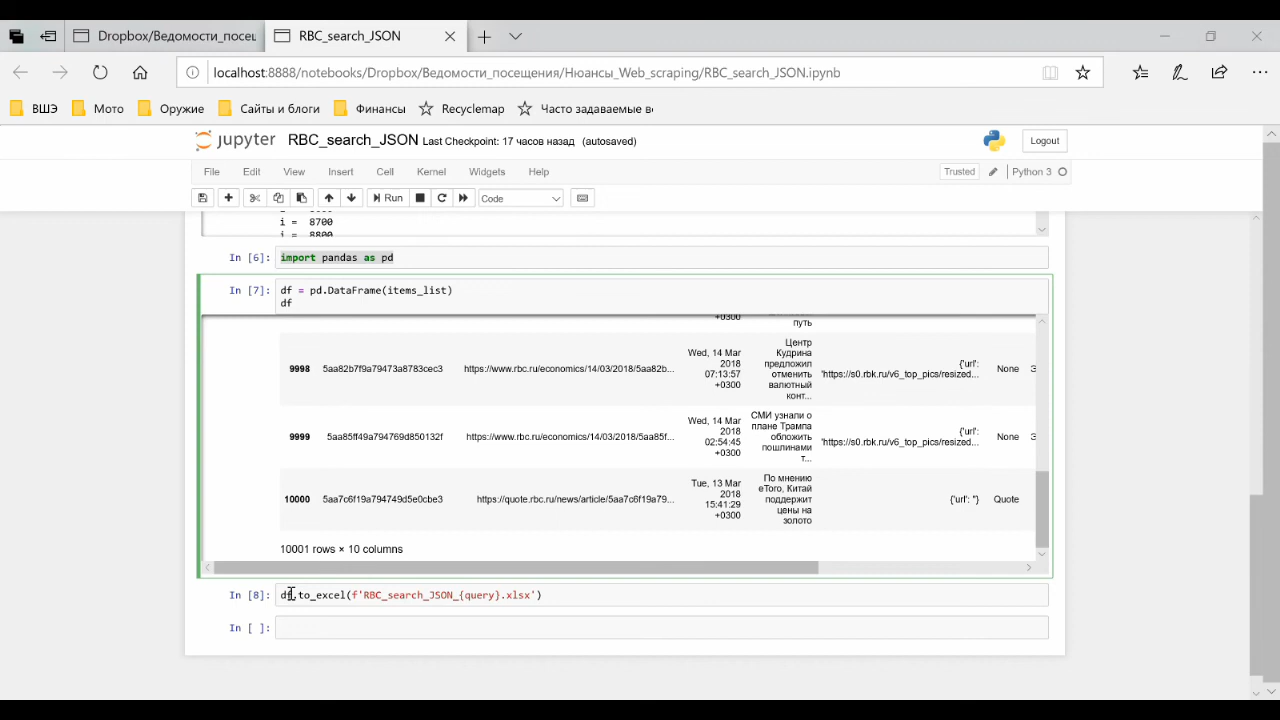 Dropbox/Ведомости_посец
RBC_search_JSON
localhost:8888/notebooks/Dropbox/Ведомости_посещения/Нюансы_Web_scraping/RBC_search_JSON.ipynb
ВШЭ
Мото
Оружие
Сайты и блоги
Финансы
Recyclemap
Часто задаваемые вс
jupyter RBC_search_JSON Last Checkpoint: 17 часов назад (autosaved)
Logout
File Edit View Insert Cell Kernel Widgets Help
Trusted
Python 3
Run
Code
i = 8700
i = 8800
In [6]: import pandas as pd
In [7]: df = pd.DataFrame(items_list)
df
+0300
путь
9998 5aa82b7f9a79473a8783cec3 https://www.rbc.ru/economics/14/03/2018/5aa82b...
Wed, 14 Mar
2018
07:13:57
+0300
Центр
Кудрина
предложил
отменить
валютный
конт...
{'url':
'https://s0.rbk.ru/v6_top_pics/resized...
None
Э
9999 5aa85ff49a794769d850132f https://www.rbc.ru/economics/14/03/2018/5aa85f...
Wed, 14 Mar
2018
02:54:45
+0300
СМИ узнали о
плане Трампа
обложить
пошлинами
т...
{'url':
'https://s0.rbk.ru/v6_top_pics/resized...
None
10000 5aa7c6f19a794749d5e0cbe3 https://quote.rbc.ru/news/article/5aa7c6f19a79...
Tue, 13 Mar
2018
15:41:29
+0300
По мнению
eToro, Китай
поддержит
цены на
золото
{'url': ''}
Quote
10001 rows × 10 columns
In [8]: df.to_excel(f'RBC_search_JSON_{query}.xlsx')
In [ ]: